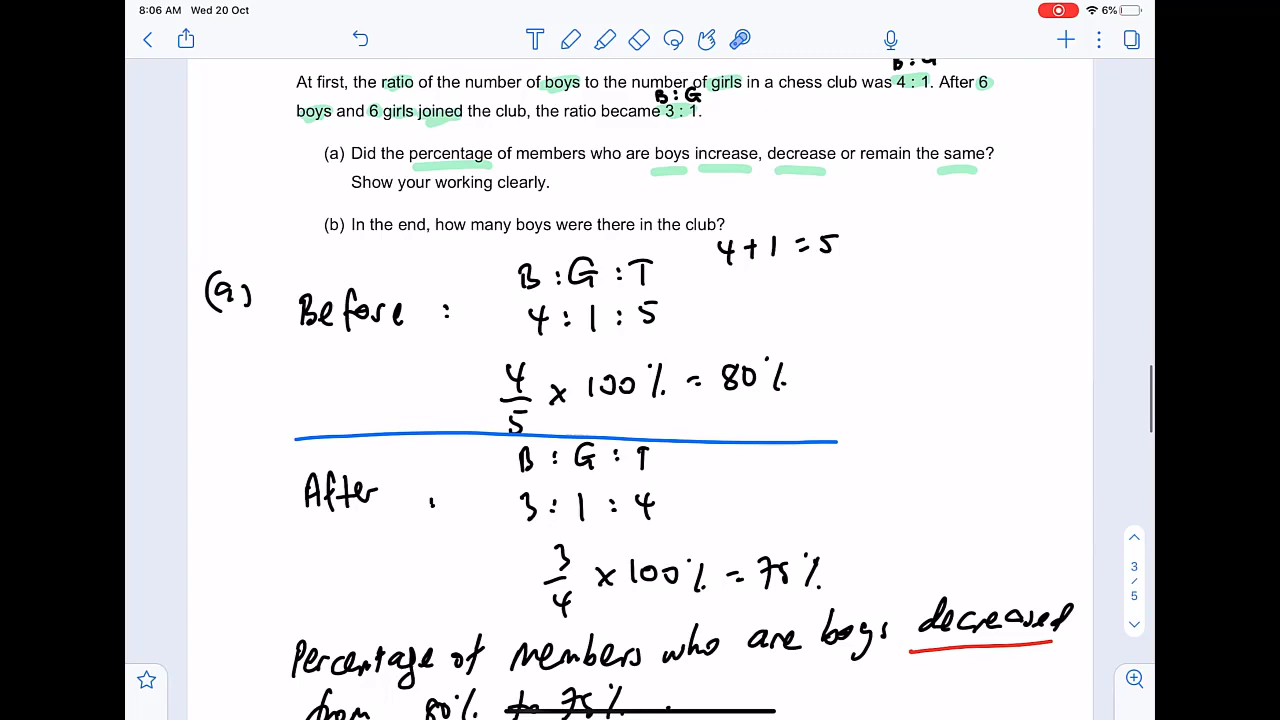 8:06 AM Wed 20 Oct
6%
B : G
At first, the ratio of the number of boys to the number of girls in a chess club was 4 : 1. After 6
B : G
boys and 6 girls joined the club, the ratio became 3 : 1.
(a) Did the percentage of members who are boys increase, decrease or remain the same?
Show your working clearly.
(b) In the end, how many boys were there in the club?
4 + 1 = 5
B : G : T
(a) Before : 4 : 1 : 5
4/5 × 100% = 80%
B : G : T
After : 3 : 1 : 4
3/4 × 100% = 75%
Percentage of members who are boys decreased
from 80% to 75%.
3
/
5